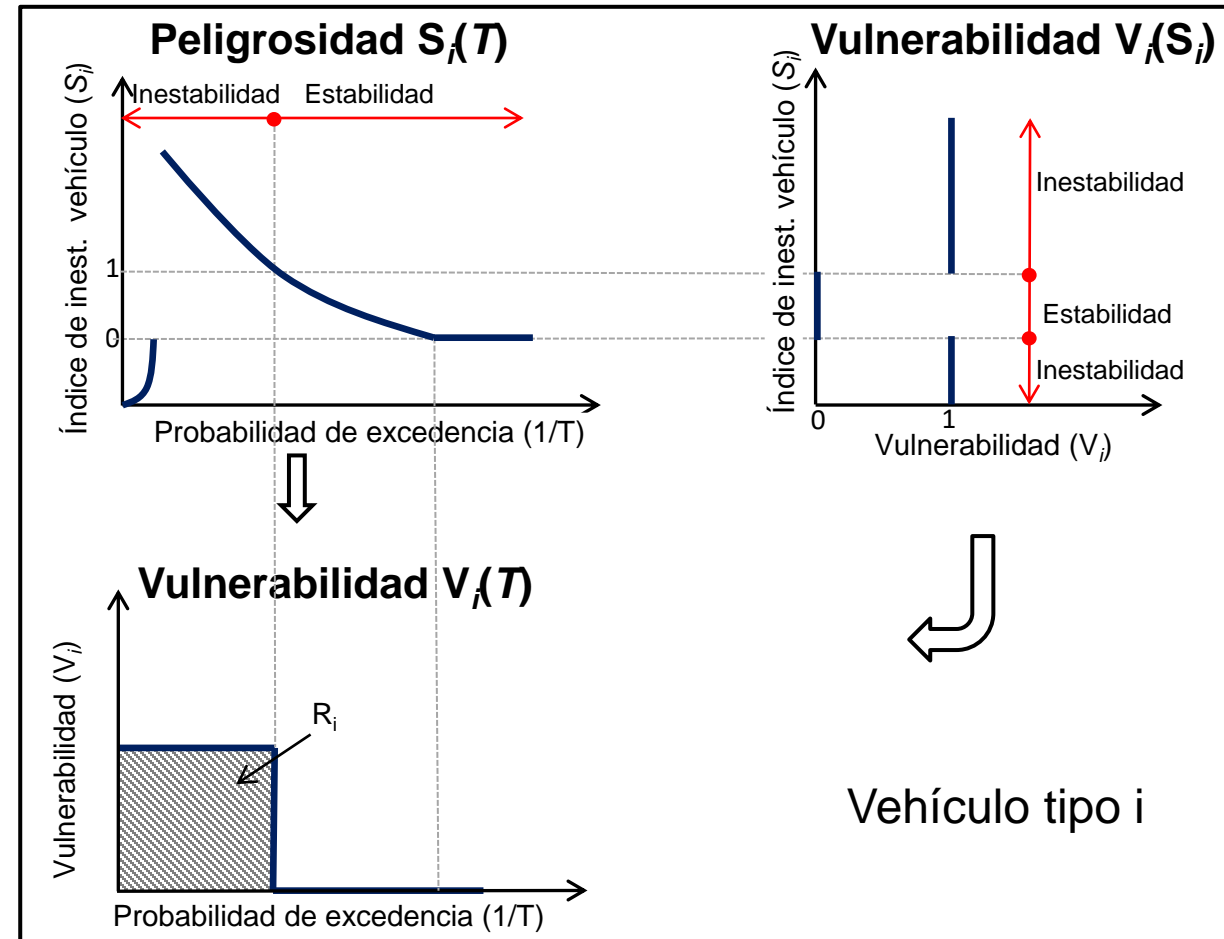 Peligrosidad Si(T)
Índice de inest. vehículo (Si)
Inestabilidad
Estabilidad
1
0
Probabilidad de excedencia (1/T)
Vulnerabilidad Vi(Si)
Índice de inest. vehículo (Si)
Inestabilidad
Estabilidad
Inestabilidad
0
1
Vulnerabilidad (Vi)
Vulnerabilidad Vi(T)
Vulnerabilidad (Vi)
Ri
Probabilidad de excedencia (1/T)
Vehículo tipo i